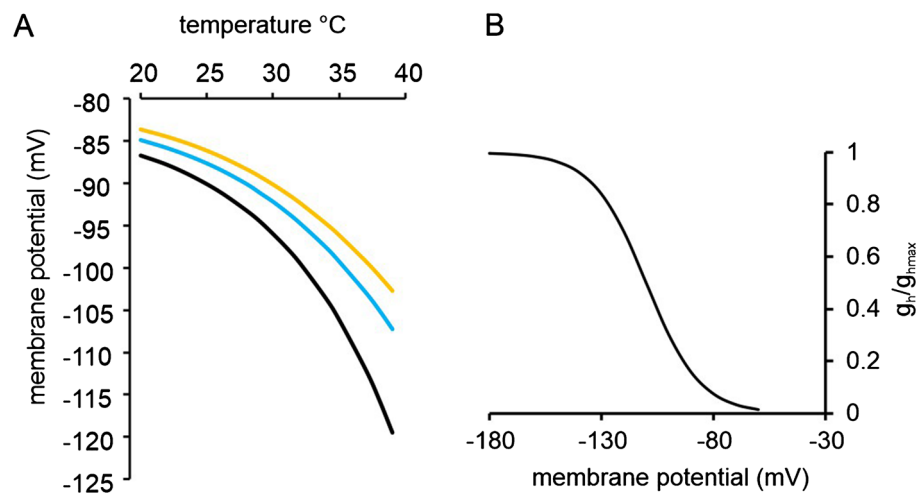 A
temperature °C
20 25 30 35 40
-80
-85
-90
-95
-100
-105
-110
-115
-120
-125
membrane potential (mV)
B
1
0.8
0.6
0.4
0.2
0
gh/ghmax
-180 -130 -80 -30
membrane potential (mV)